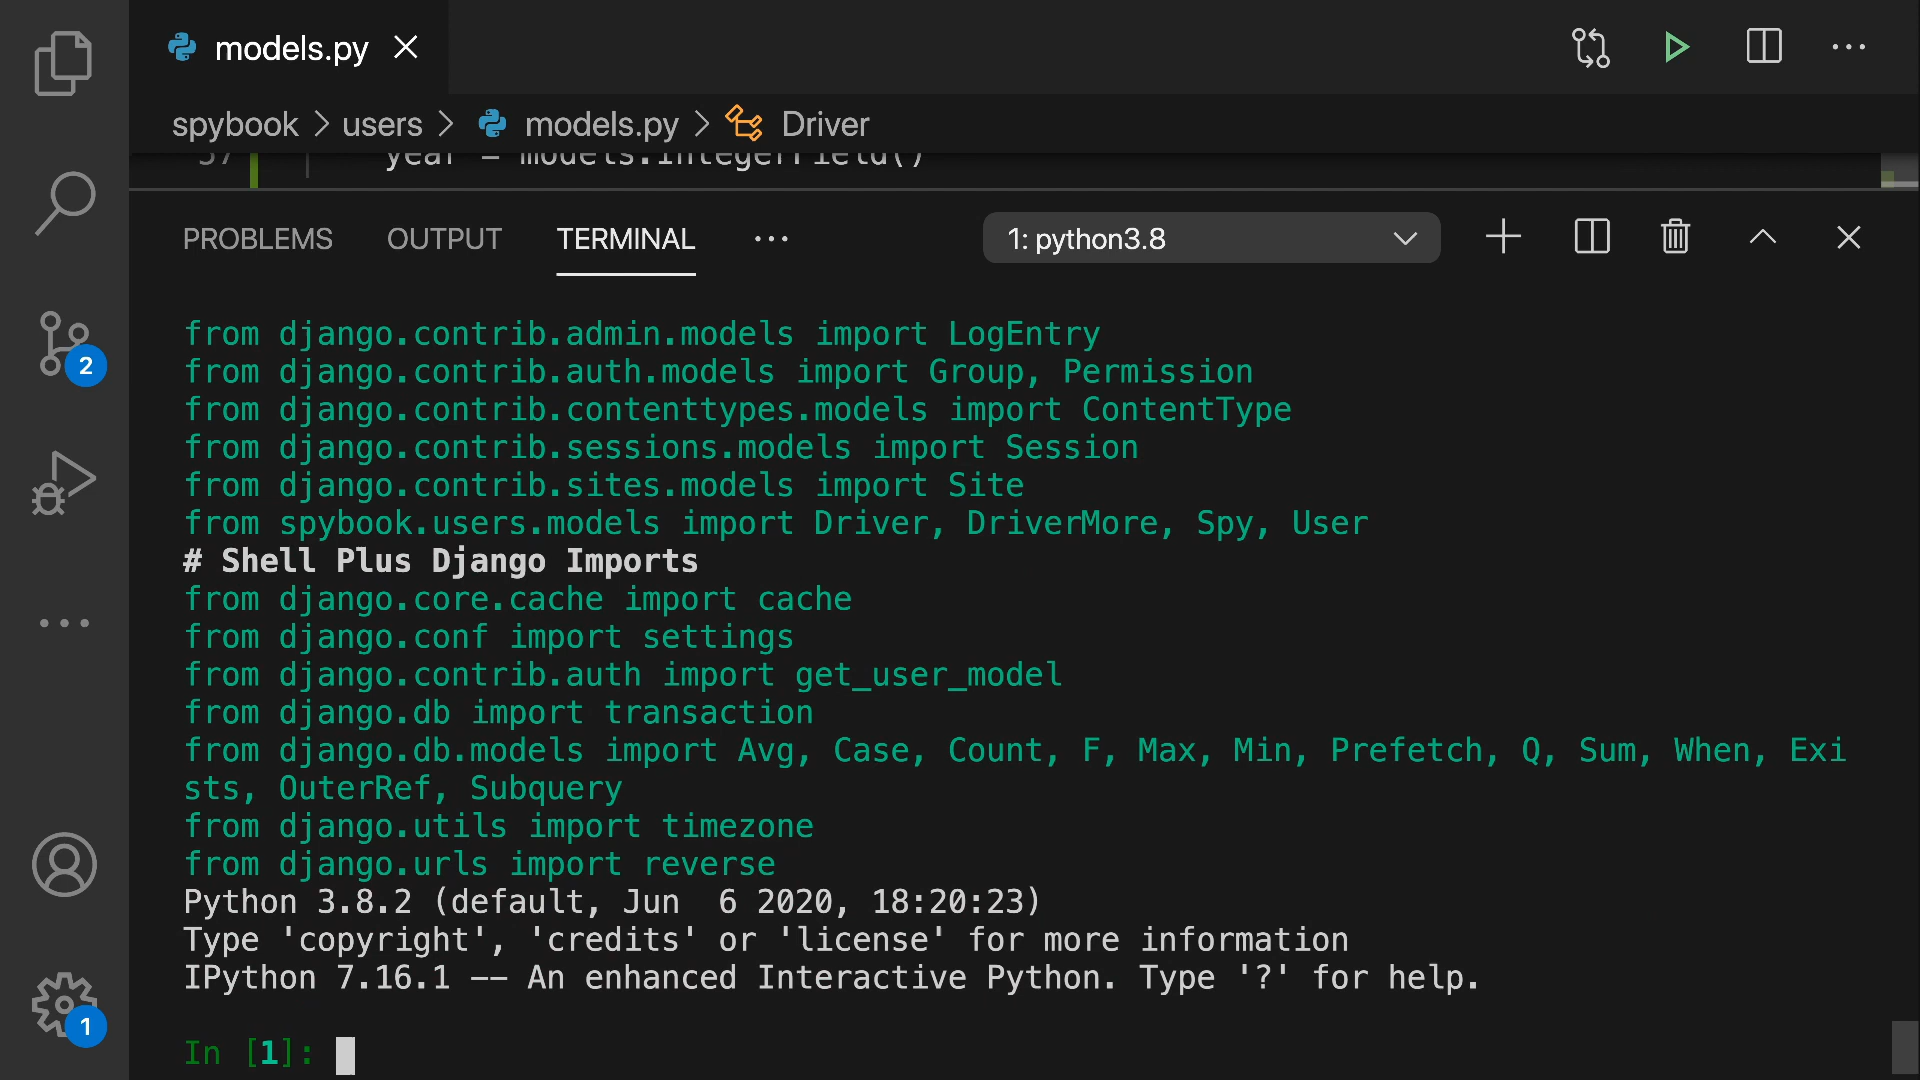 models.py
spybook > users > models.py > Driver
57 year = models.IntegerField()
PROBLEMS OUTPUT TERMINAL ... 1: python3.8
from django.contrib.admin.models import LogEntry
from django.contrib.auth.models import Group, Permission
from django.contrib.contenttypes.models import ContentType
from django.contrib.sessions.models import Session
from django.contrib.sites.models import Site
from spybook.users.models import Driver, DriverMore, Spy, User
# Shell Plus Django Imports
from django.core.cache import cache
from django.conf import settings
from django.contrib.auth import get_user_model
from django.db import transaction
from django.db.models import Avg, Case, Count, F, Max, Min, Prefetch, Q, Sum, When, Exi
sts, OuterRef, Subquery
from django.utils import timezone
from django.urls import reverse
Python 3.8.2 (default, Jun  6 2020, 18:20:23)
Type 'copyright', 'credits' or 'license' for more information
IPython 7.16.1 -- An enhanced Interactive Python. Type '?' for help.
In [1]:
2
1